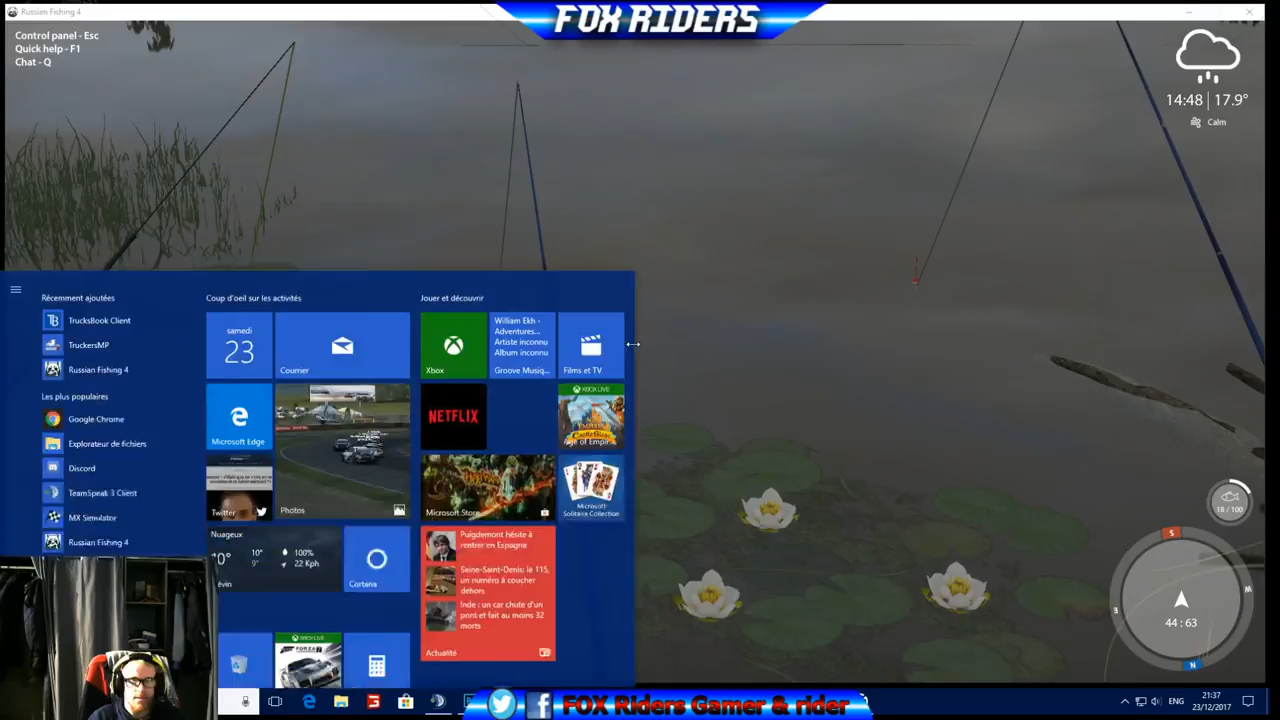 Russian Fishing 4
FOX RIDERS
Control panel - Esc
Quick help - F1
Chat - Q
14:48 | 17.9°
Calm
Récemment ajoutées
TrucksBook Client
TruckersMP
Russian Fishing 4
Les plus populaires
Google Chrome
Explorateur de fichiers
Discord
TeamSpeak 3 Client
MX Simulator
Russian Fishing 4
Coup d'oeil sur les activités
samedi
23
Courrier
Microsoft Edge
Twitter
Photos
Nuageux
10°
10°
9°
100%
22 Kph
Cortana
XBOX LIVE
Jouer et découvrir
Xbox
William Ekh -
Adventures...
Artiste inconnu
Album inconnu
Groove Musiq...
Films et TV
NETFLIX
XBOX LIVE
Age of Empir...
Microsoft Store
Microsoft
Solitaire Collection
Puigdemont hésite à
rentrer en Espagne
Seine-Saint-Denis: le 115,
un numéro à coucher
dehors
Inde : un car chute d'un
pont et fait au moins 32
morts
Actualité
18 / 100
S
W
E
44 : 63
N
FOX Riders Gamer & rider
ENG
21:37
23/12/2017